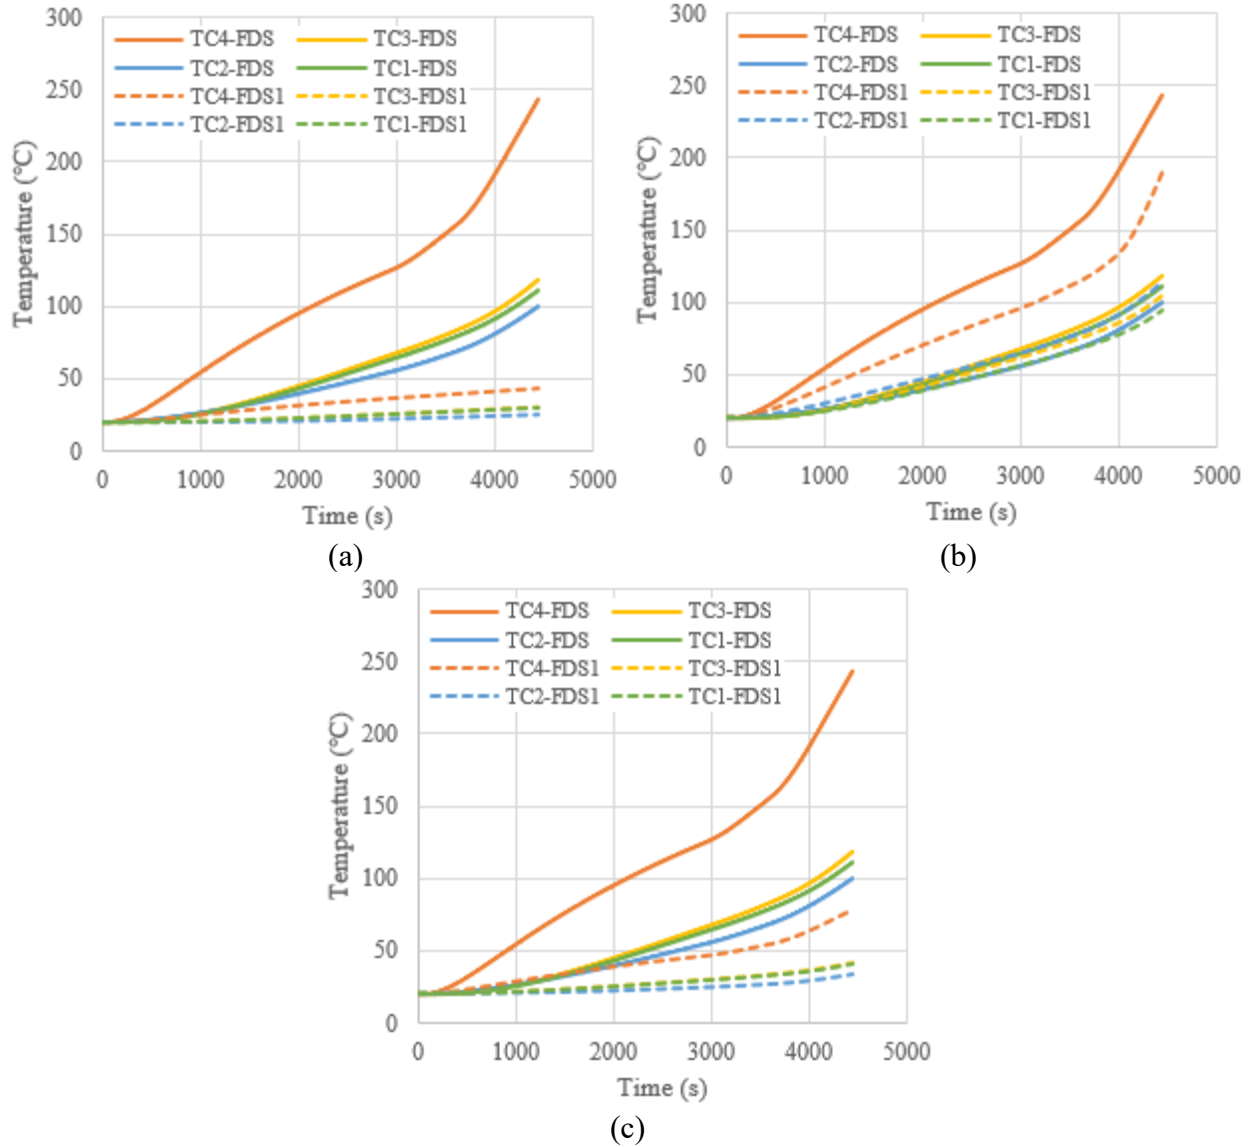 300
250
200
150
100
50
0
Temperature (°C)
TC4-FDS TC3-FDS
TC2-FDS TC1-FDS
TC4-FDS1 TC3-FDS1
TC2-FDS1 TC1-FDS1
0 1000 2000 3000 4000 5000
Time (s)
(a)
300
250
200
150
100
50
0
Temperature (°C)
TC4-FDS TC3-FDS
TC2-FDS TC1-FDS
TC4-FDS1 TC3-FDS1
TC2-FDS1 TC1-FDS1
0 1000 2000 3000 4000 5000
Time (s)
(b)
300
250
200
150
100
50
0
Temperature (°C)
TC4-FDS TC3-FDS
TC2-FDS TC1-FDS
TC4-FDS1 TC3-FDS1
TC2-FDS1 TC1-FDS1
0 1000 2000 3000 4000 5000
Time (s)
(c)